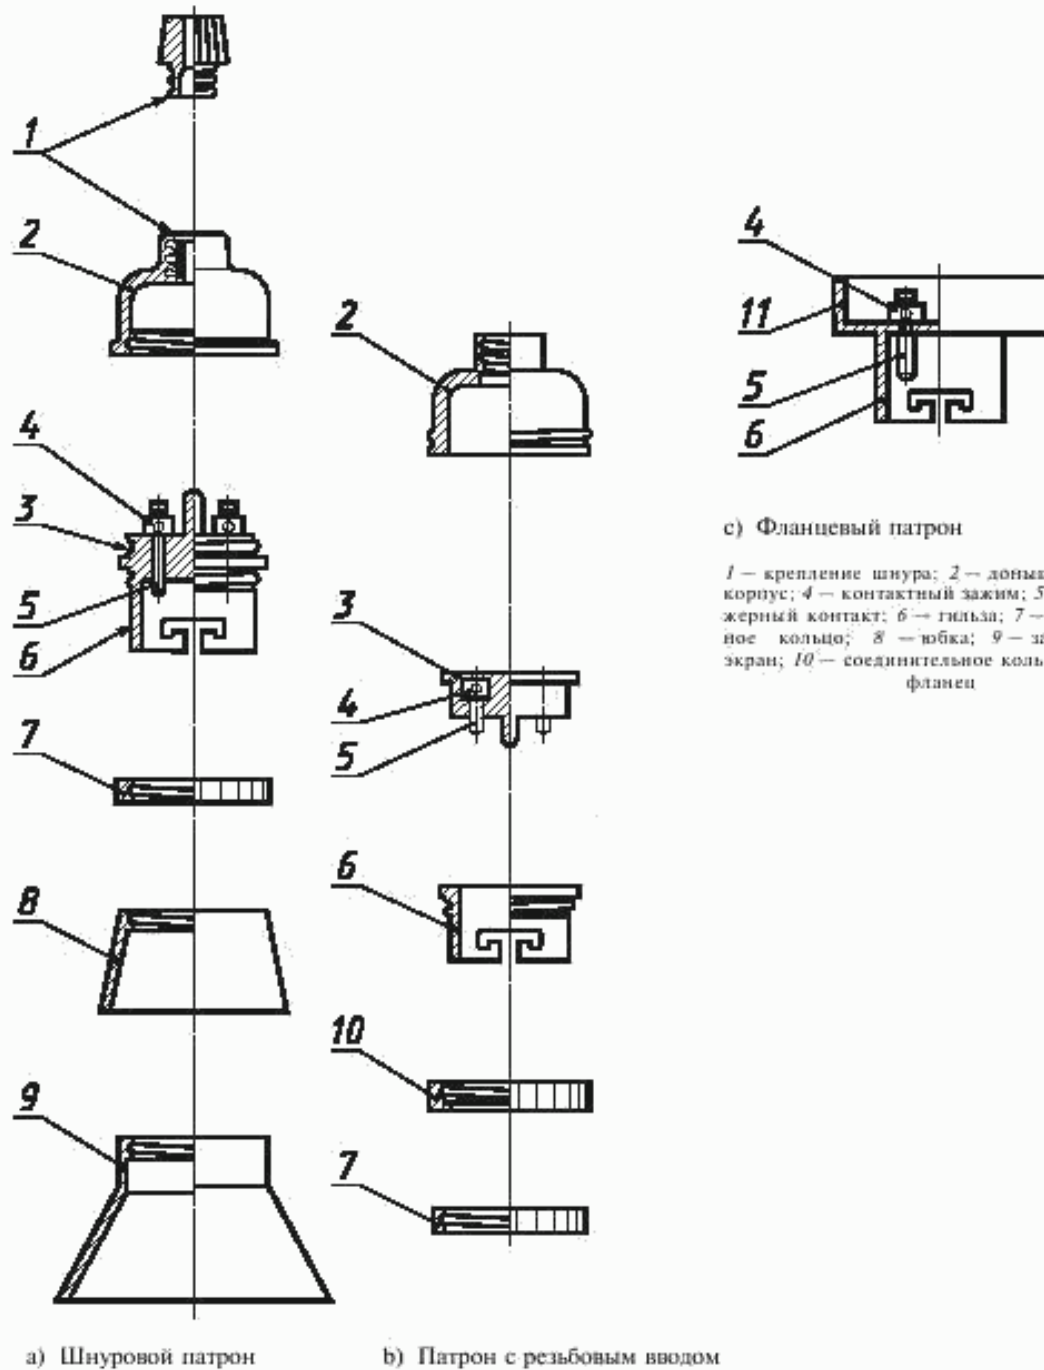 1
2
4
3
5
6
7
8
9
2
3
4
5
6
10
7
4
11
5
6
с) Фланцевый патрон
1 — крепление шнура; 2 — доныш
корпус; 4 — контактный зажим; 5
жерный контакт; 6 — гильза; 7 —
ное кольцо; 8 — юбка; 9 — за
экран; 10 — соединительное коль
фланец
а) Шнуровой патрон
b) Патрон с резьбовым вводом